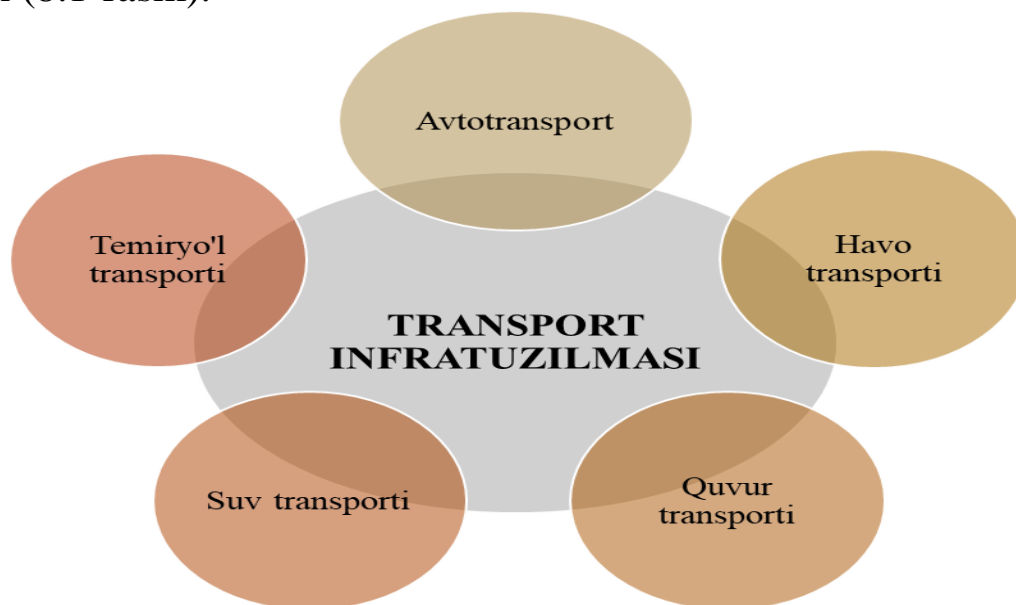 Avtotransport
Temiryo'l
transporti
Havo
transporti
TRANSPORT
INFRATUZILMASI
Suv transporti
Quvur
transporti